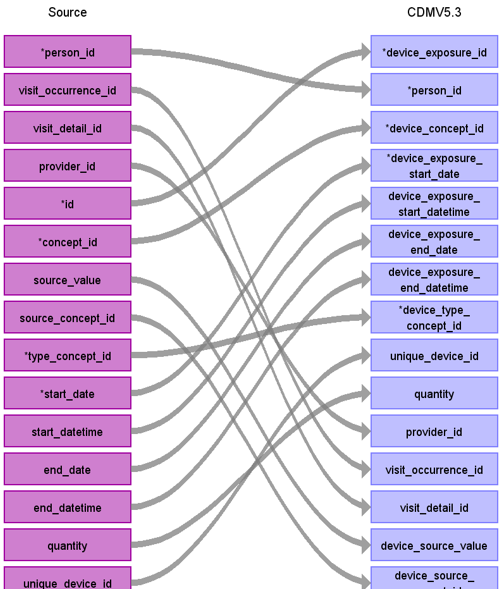 Source
CDMV5.3
*person_id
visit_occurrence_id
visit_detail_id
provider_id
*id
*concept_id
source_value
source_concept_id
*type_concept_id
*start_date
start_datetime
end_date
end_datetime
quantity
unique_device_id
*device_exposure_id
*person_id
*device_concept_id
*device_exposure_
start_date
device_exposure_
start_datetime
device_exposure_
end_date
device_exposure_
end_datetime
*device_type_
concept_id
unique_device_id
quantity
provider_id
visit_occurrence_id
visit_detail_id
device_source_value
device_source_